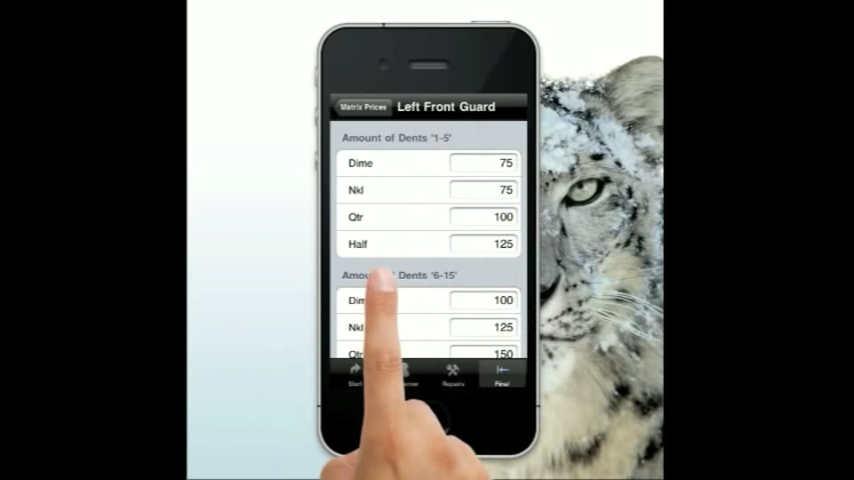 Matrix Prices Left Front Guard
Amount of Dents '1-5'
Dime 75
Nkl 75
Qtr 100
Half 125
Dents '6-15'
100
Nkl 125
Qtr 150
Repairs Final